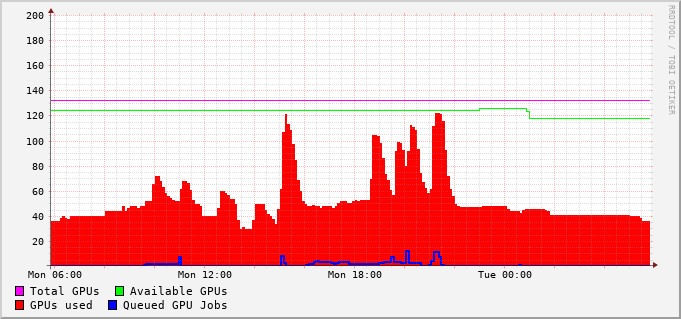 200
180
160
140
120
100
80
60
40
20
Mon 06:00 Mon 12:00 Mon 18:00 Tue 00:00
Total GPUs Available GPUs
GPUs used Queued GPU Jobs
RRDTOOL / TOBI OETIKER